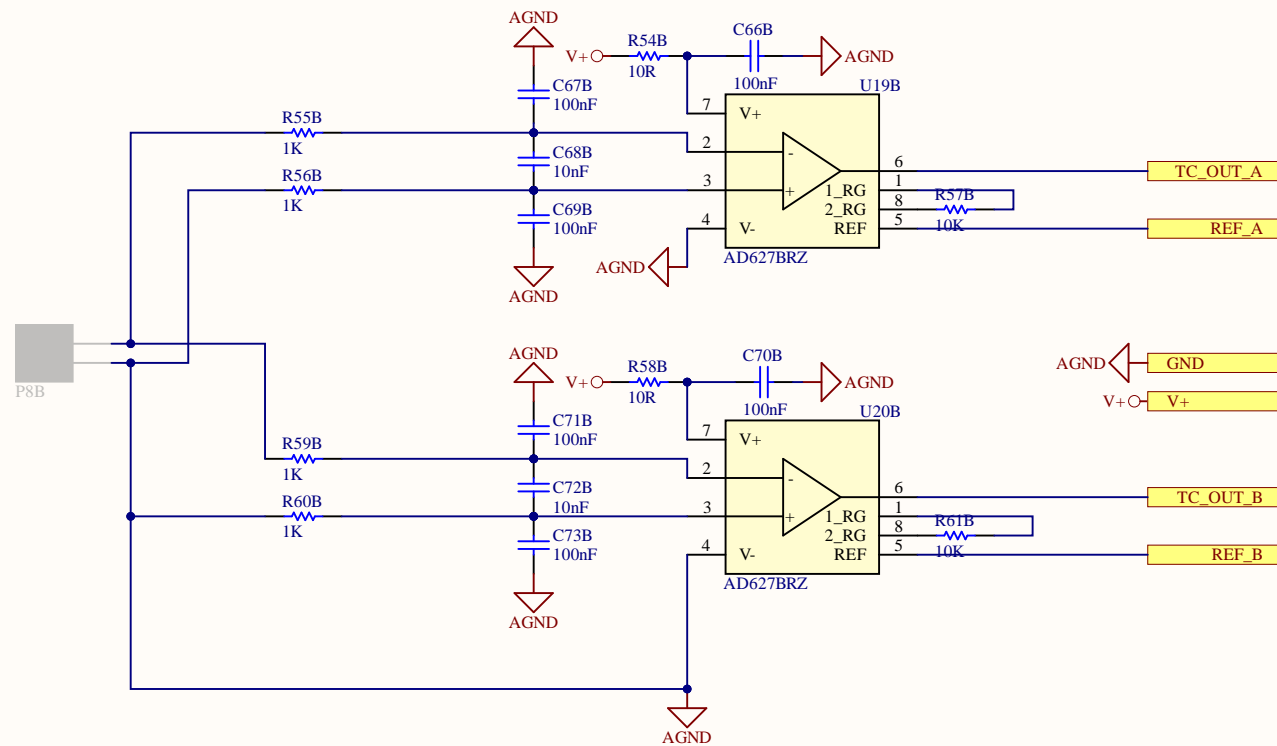 AGND
V+
R54B
10R
C66B
100nF
AGND
C67B
100nF
U19B
7
V+
R55B
1K
2
-
C68B
10nF
6
TC_OUT_A
R56B
1K
3
+
1_RG
1
C69B
100nF
2_RG
8
R57B
10K
4
V-
REF
5
REF_A
AGND
AD627BRZ
AGND
P8B
AGND
V+
R58B
10R
C70B
100nF
AGND
AGND
GND
V+
V+
C71B
100nF
U20B
7
V+
R59B
1K
2
-
C72B
10nF
6
TC_OUT_B
R60B
1K
3
+
1_RG
1
C73B
100nF
2_RG
8
R61B
10K
4
V-
REF
5
REF_B
AD627BRZ
AGND
AGND